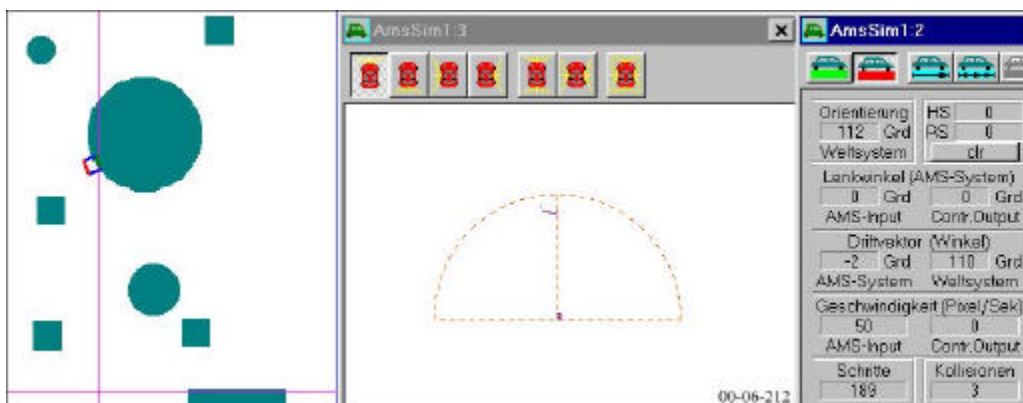 AmsSim1:3
00-06-212
AmsSim1:2
Orientierung HS 0
112 Grd RS 0
Weltsystem clr
Lenkwinkel (AMS-System)
0 Grd 0 Grd
AMS-Input Contr.Output
Driftvektor (Winkel)
-2 Grd 110 Grd
AMS-System Weltsystem
Geschwindigkeit (Pixel/Sek)
50 0
AMS-Input Contr.Output
Schritte Kollisionen
189 3